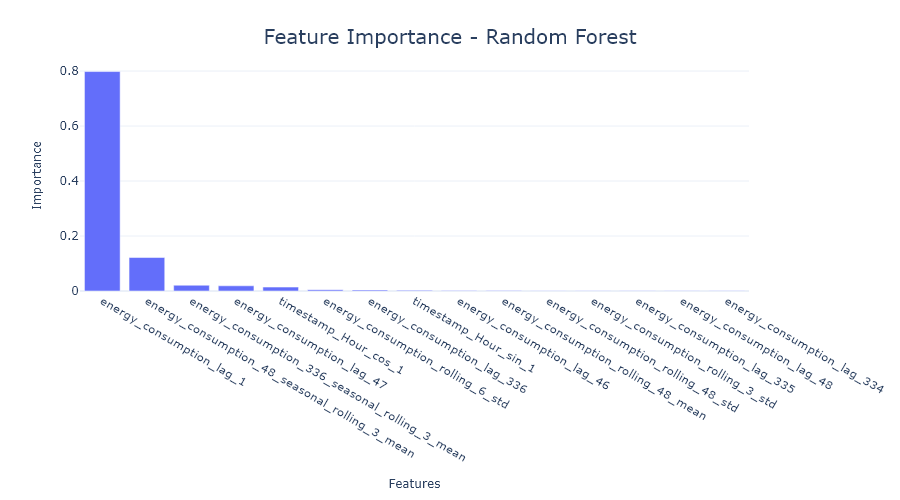 Feature Importance - Random Forest
Importance
0.8
0.6
0.4
0.2
0
energy_consumption_lag_1
energy_consumption_48_seasonal_rolling_3_mean
energy_consumption_336_seasonal_rolling_3_mean
energy_consumption_lag_47
timestamp_Hour_cos_1
energy_consumption_rolling_6_std
energy_consumption_lag_336
timestamp_Hour_sin_1
energy_consumption_lag_46
energy_consumption_rolling_48_mean
energy_consumption_rolling_48_std
energy_consumption_rolling_3_std
energy_consumption_lag_335
energy_consumption_lag_48
energy_consumption_lag_334
Features